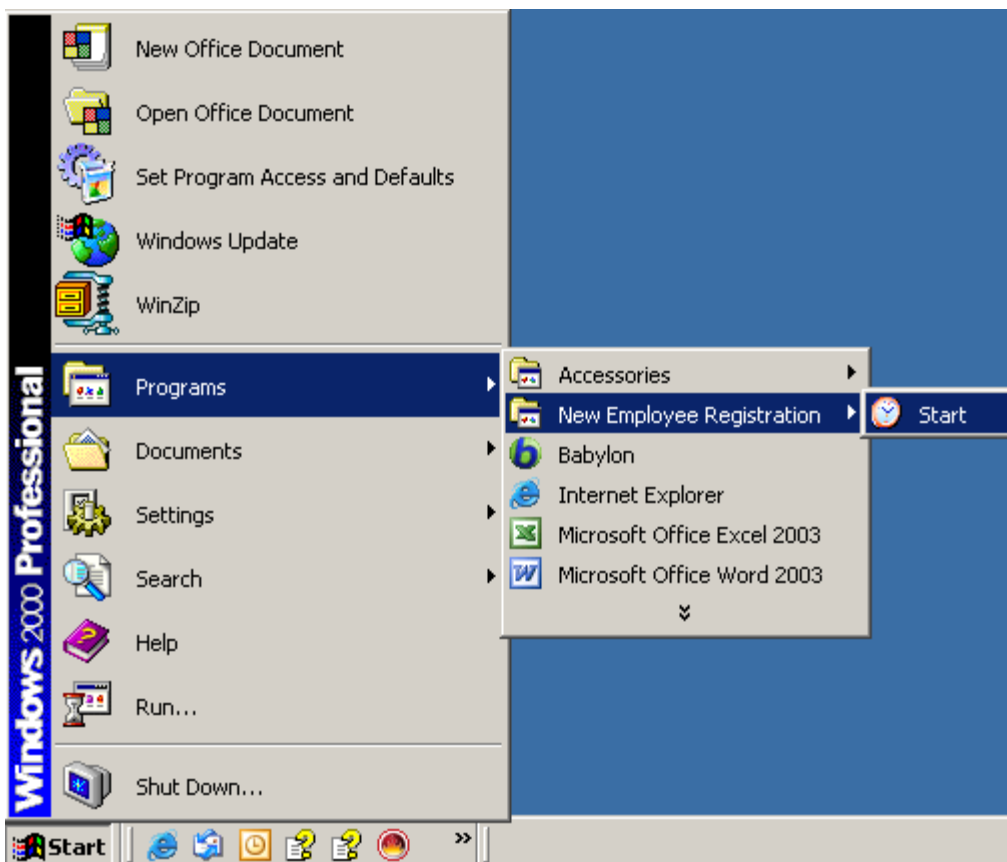 New Office Document
Open Office Document
Set Program Access and Defaults
Windows Update
WinZip
Programs
Documents
Settings
Search
Help
Run...
Shut Down...
Windows 2000 Professional
Accessories
New Employee Registration
Babylon
Internet Explorer
Microsoft Office Excel 2003
Microsoft Office Word 2003
Start
Start